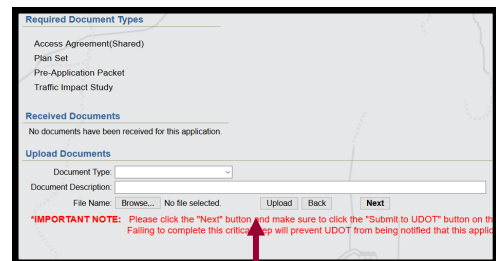 Required Document Types
Access Agreement(Shared)
Plan Set
Pre-Application Packet
Traffic Impact Study
Received Documents
No documents have been received for this application.
Upload Documents
Document Type:
Document Description:
File Name: Browse... No file selected. Upload Back Next
*IMPORTANT NOTE: Please click the "Next" button and make sure to click the "Submit to UDOT" button on th
Failing to complete this critical step will prevent UDOT from being notified that this applic